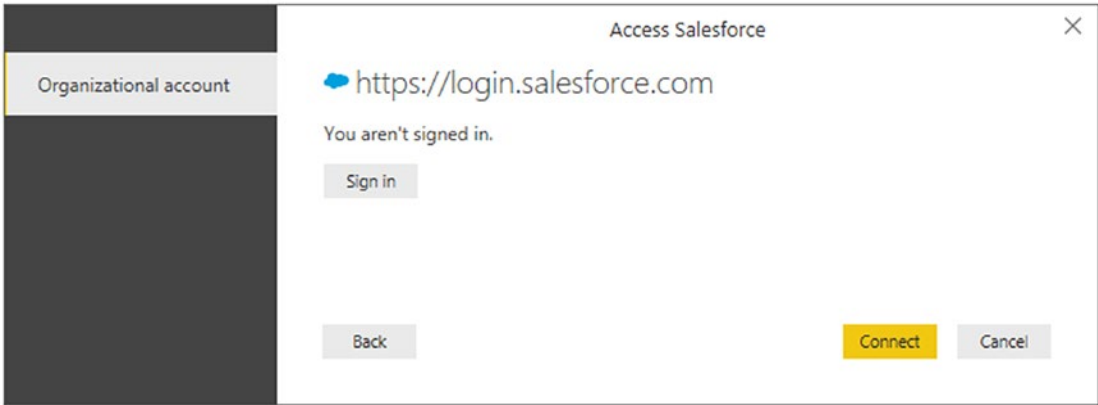 Access Salesforce
Organizational account
https://login.salesforce.com
You aren't signed in.
Sign in
Back
Connect
Cancel